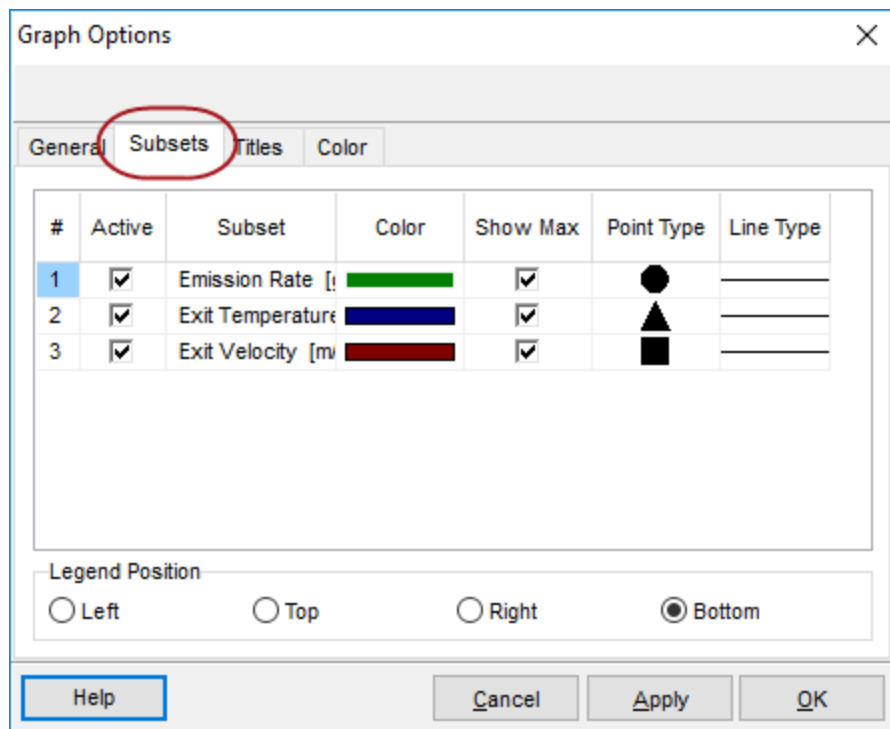 Graph Options
General Subsets Titles Color
# Active Subset Color Show Max Point Type Line Type
1 Emission Rate [g
2 Exit Temperature
3 Exit Velocity [m/
Legend Position
Left Top Right Bottom
Help Cancel Apply OK